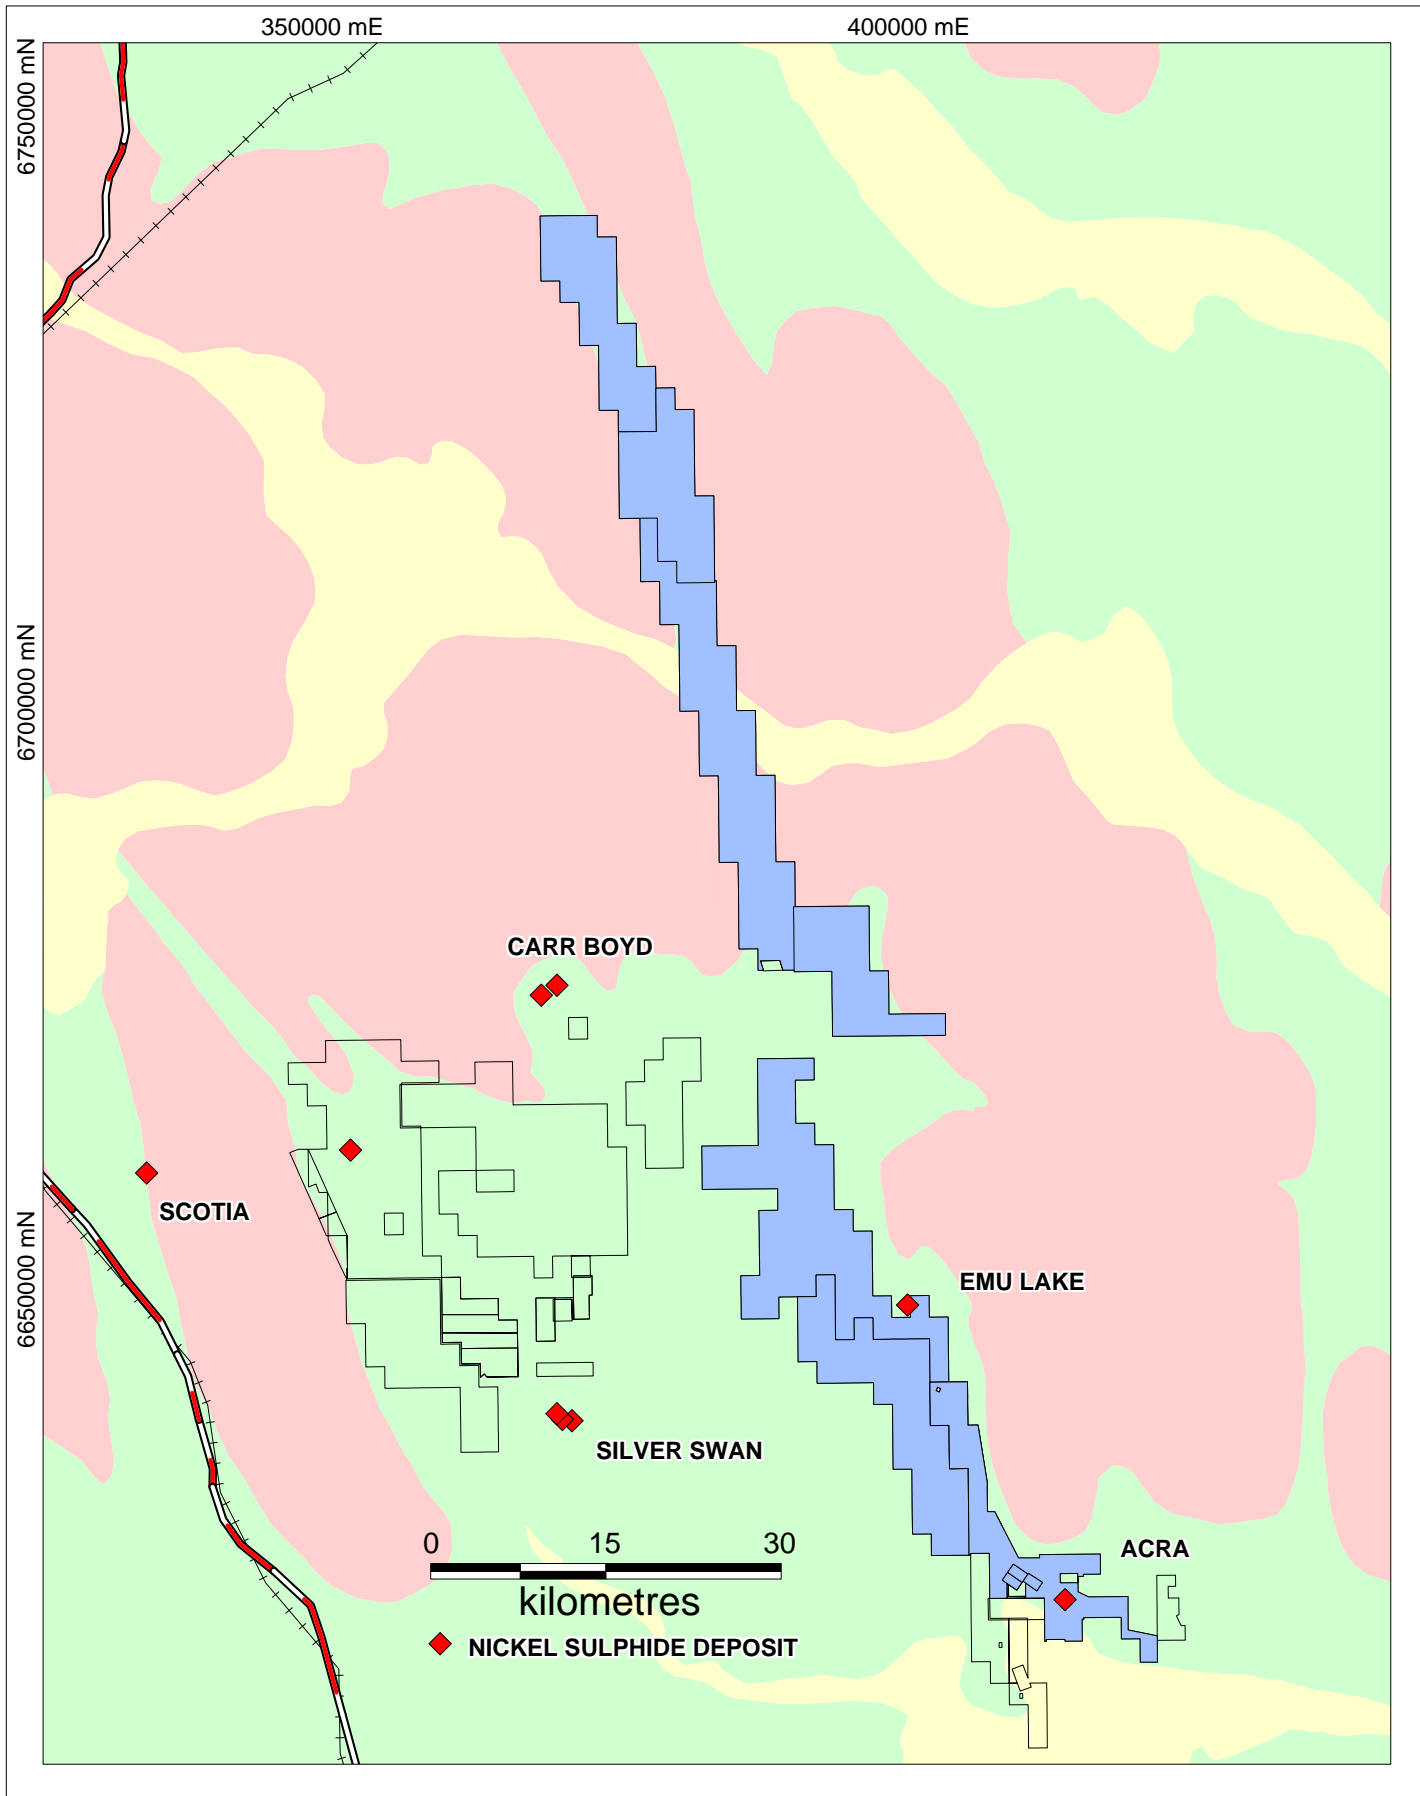 350000 mE
400000 mE
6750000 mN
6700000 mN
6650000 mN
CARR BOYD
SCOTIA
EMU LAKE
SILVER SWAN
ACRA
0 15 30
kilometres
NICKEL SULPHIDE DEPOSIT